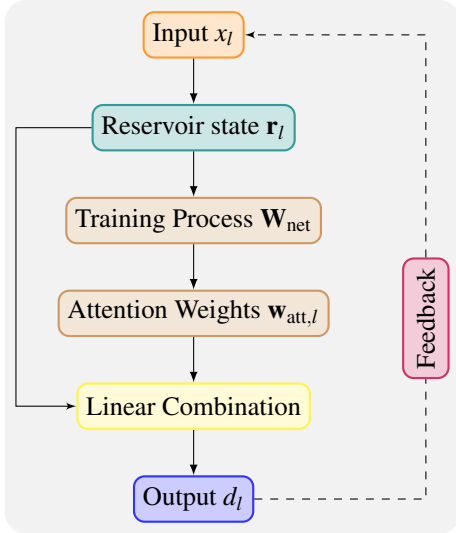 Input x_l
Reservoir state r_l
Training Process W_net
Attention Weights w_att,l
Feedback
Linear Combination
Output d_l